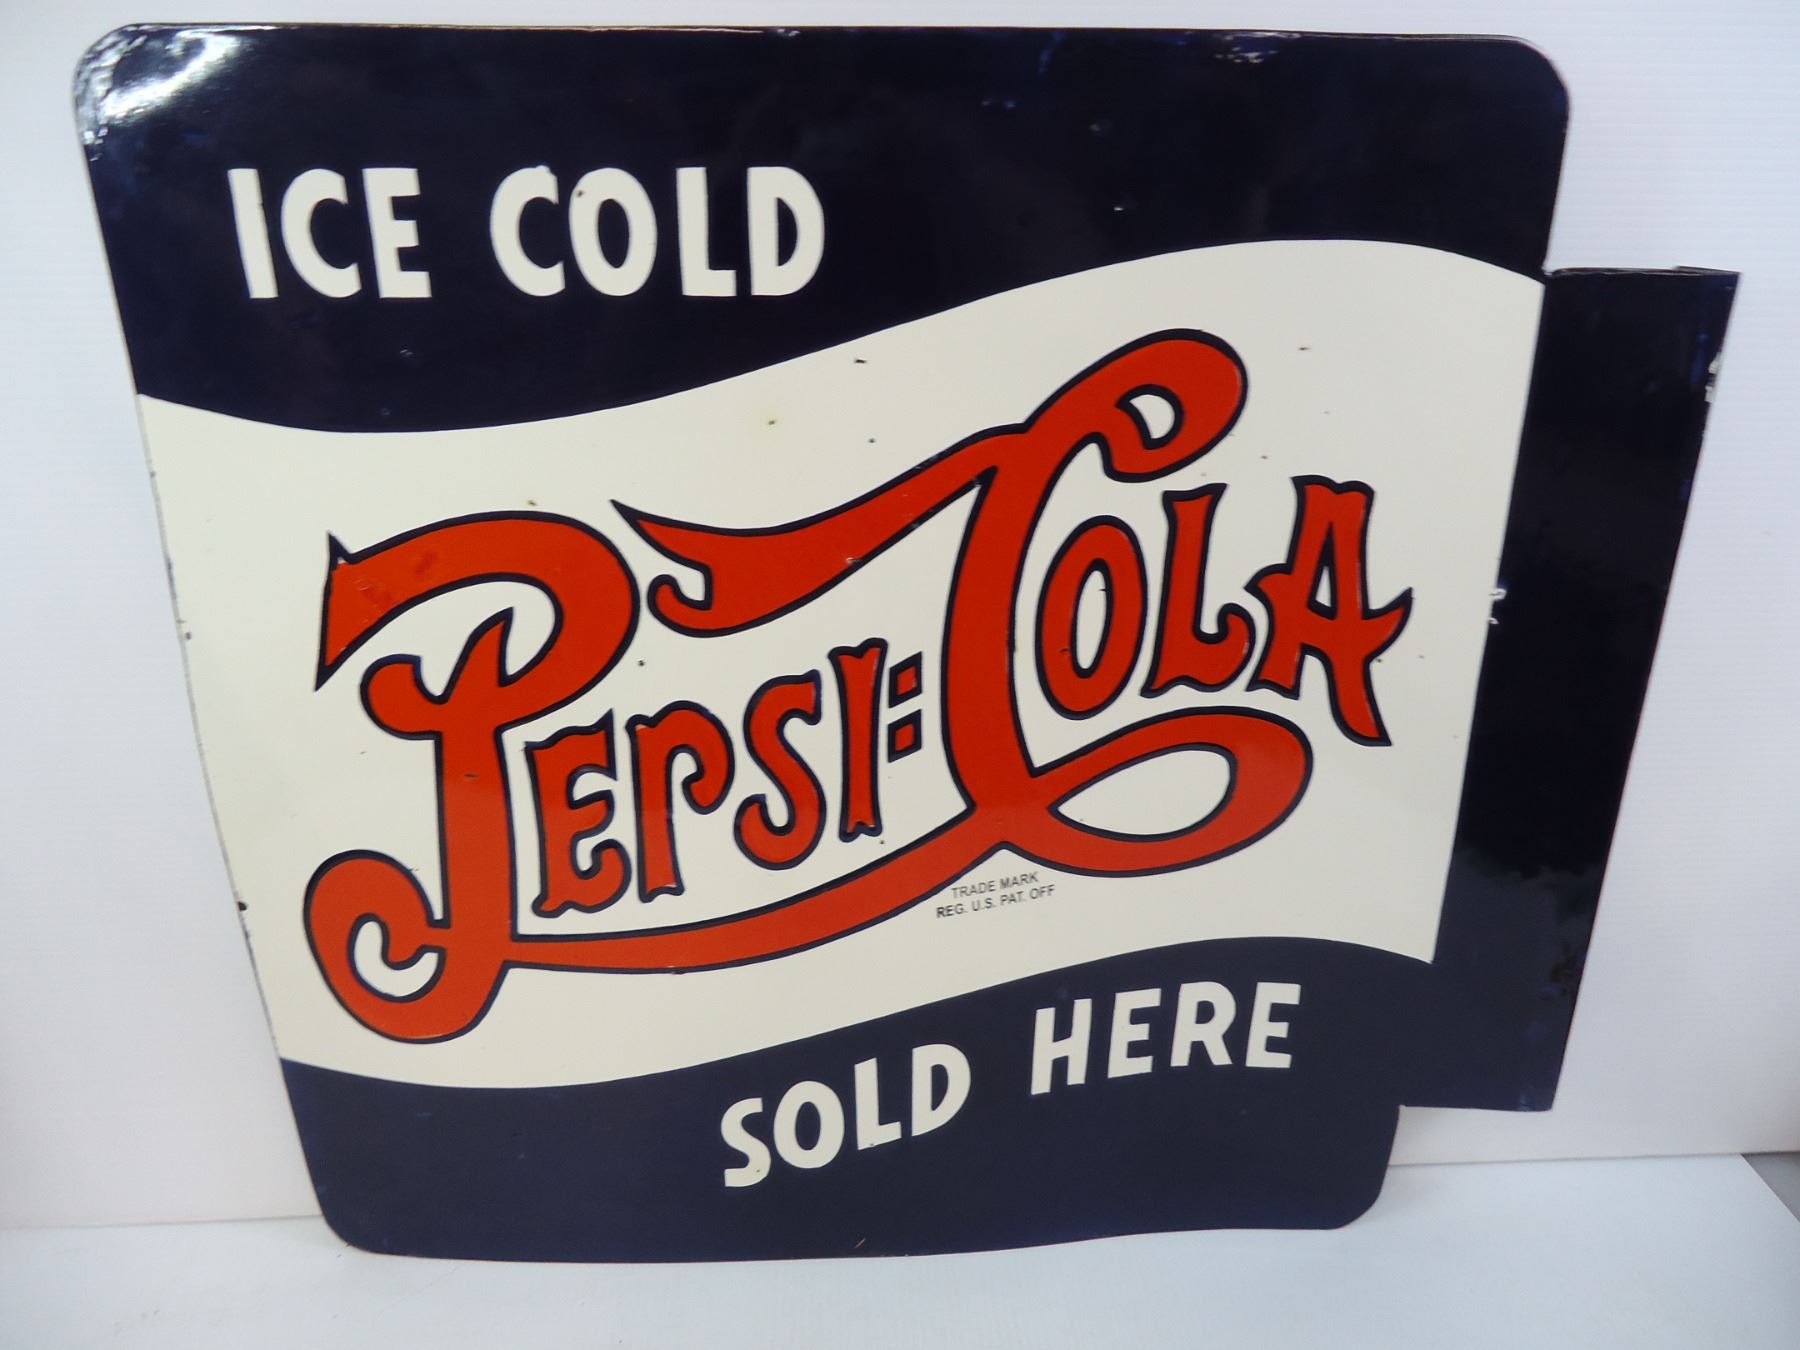 ICE COLD
PEPSI:COLA
TRADE MARK
REG. U.S. PAT. OFF
SOLD HERE